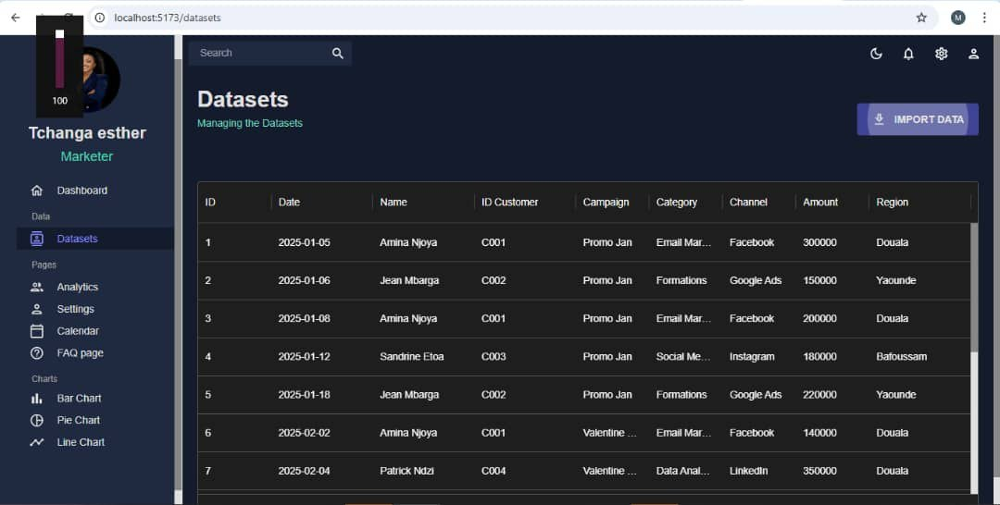 localhost:5173/datasets
M
100
Tchanga esther
Marketer
Dashboard
Data
Datasets
Pages
Analytics
Settings
Calendar
FAQ page
Charts
Bar Chart
Pie Chart
Line Chart
Search
Datasets
Managing the Datasets
IMPORT DATA
ID Date Name ID Customer Campaign Category Channel Amount Region
1 2025-01-05 Amina Njoya C001 Promo Jan Email Mar... Facebook 300000 Douala
2 2025-01-06 Jean Mbarga C002 Promo Jan Formations Google Ads 150000 Yaounde
3 2025-01-08 Amina Njoya C001 Promo Jan Email Mar... Facebook 200000 Douala
4 2025-01-12 Sandrine Etoa C003 Promo Jan Social Me... Instagram 180000 Bafoussam
5 2025-01-18 Jean Mbarga C002 Promo Jan Formations Google Ads 220000 Yaounde
6 2025-02-02 Amina Njoya C001 Valentine ... Email Mar... Facebook 140000 Douala
7 2025-02-04 Patrick Ndzi C004 Valentine ... Data Anal... LinkedIn 350000 Douala